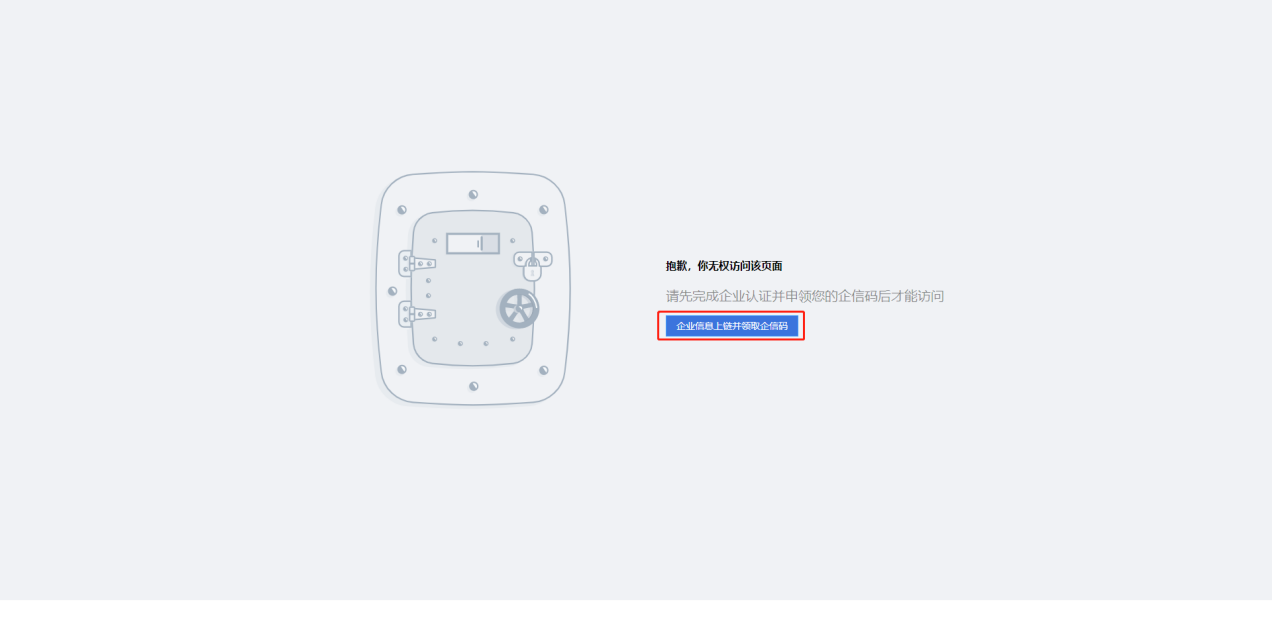 抱歉，你无权访问该页面
请先完成企业认证并申领您的企信码后才能访问
企业信息上链并领取企信码